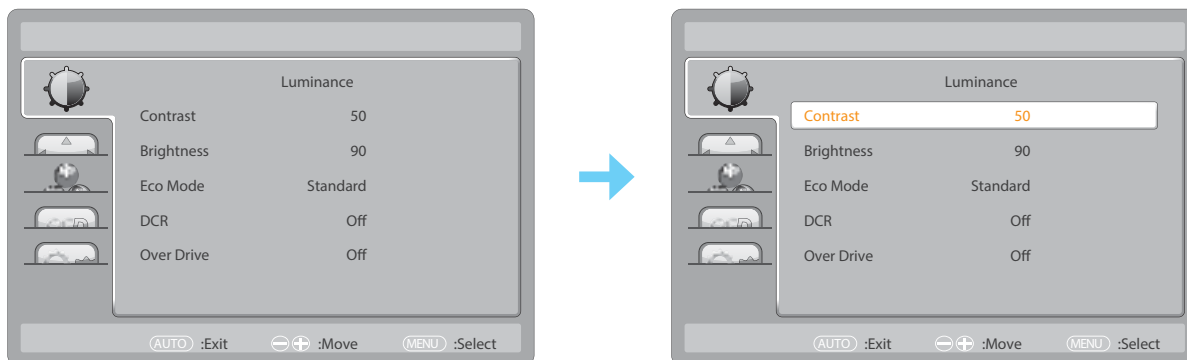 Luminance
Contrast 50
Brightness 90
Eco Mode Standard
DCR Off
Over Drive Off
AUTO :Exit :Move MENU :Select
Luminance
Contrast 50
Brightness 90
Eco Mode Standard
DCR Off
Over Drive Off
AUTO :Exit :Move MENU :Select